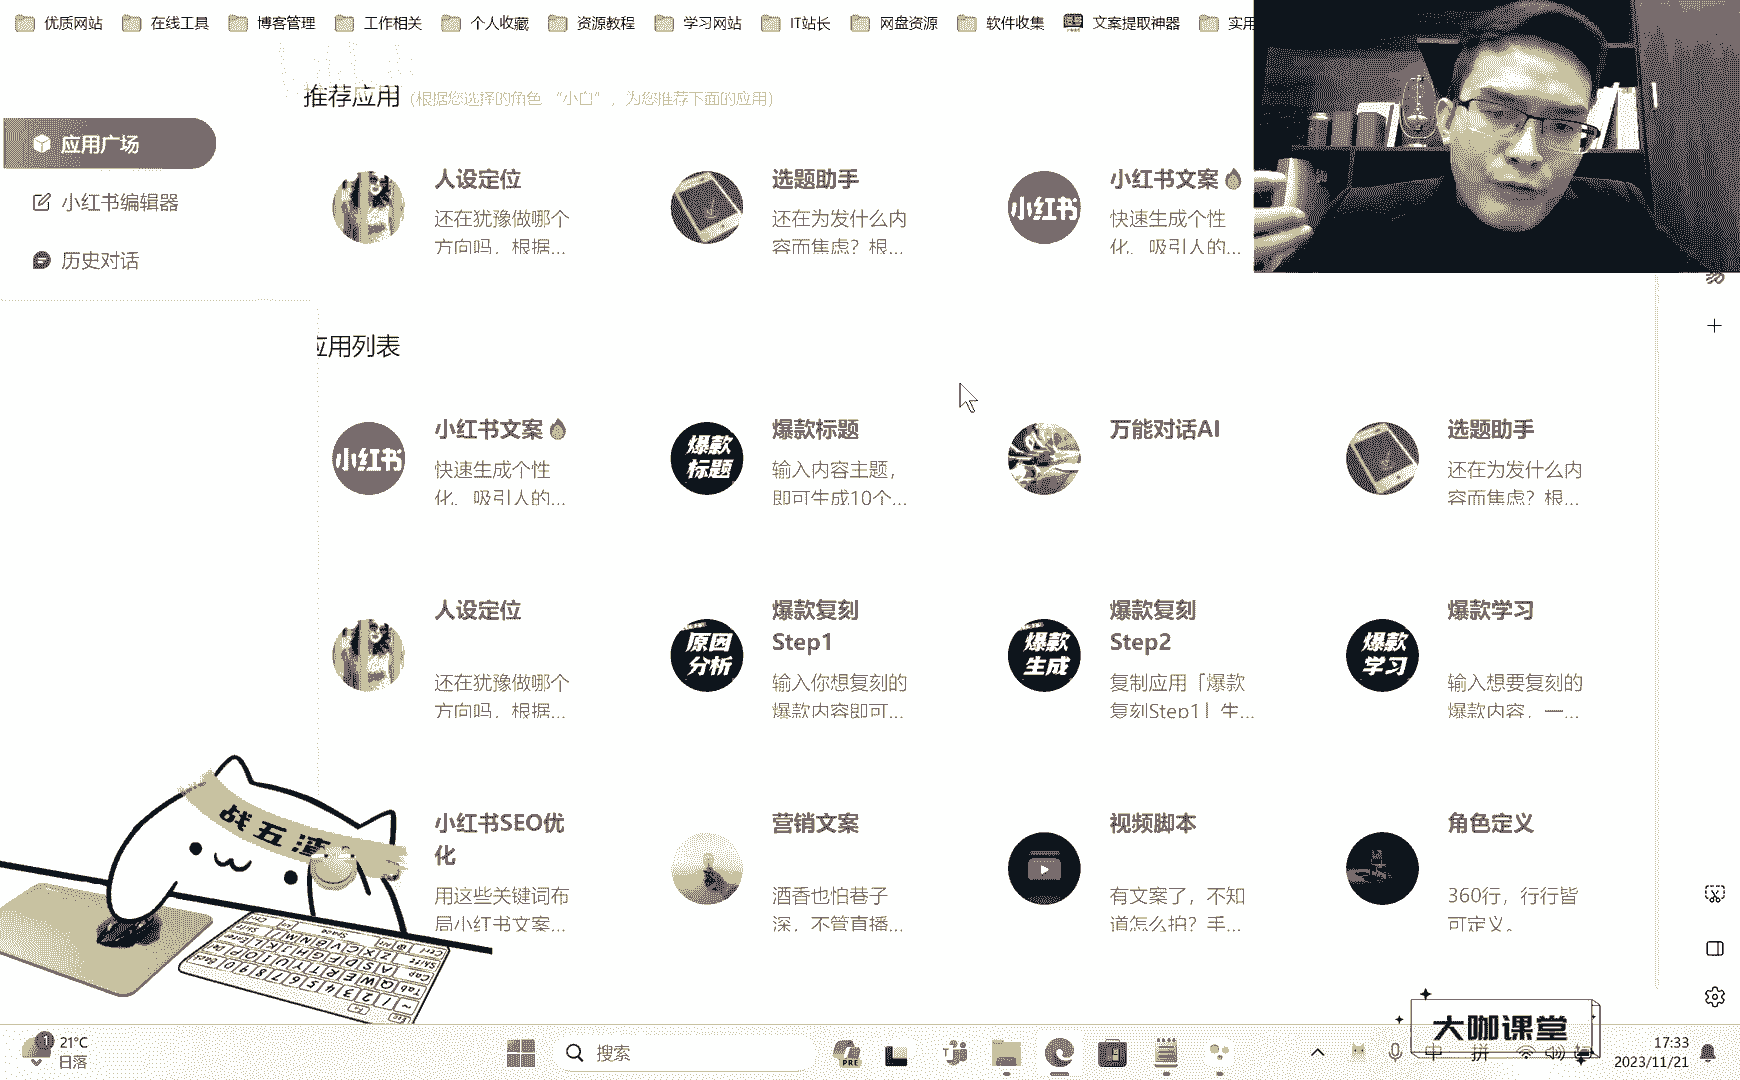 优质网站 在线工具 博客管理 工作相关 个人收藏 资源教程 学习网站 IT站长 网盘资源 软件收集 文案提取神器 实用
推荐应用 (根据您选择的角色 “小白”，为您推荐下面的应用)
应用广场
小红书编辑器
历史对话
人设定位
还在犹豫做哪个
方向吗，根据...
选题助手
还在为发什么内
容而焦虑？根...
小红书
小红书文案
快速生成个性
化、吸引人的...
应用列表
小红书
小红书文案
快速生成个性
化、吸引人的...
爆款
标题
爆款标题
输入内容主题，
即可生成10个...
万能对话AI
选题助手
还在为发什么内
容而焦虑？根...
人设定位
还在犹豫做哪个
方向吗，根据...
原因
分析
爆款复刻
Step1
输入你想复刻的
爆款内容即可...
爆款
生成
爆款复刻
Step2
复制应用「爆款
复刻Step1」生...
爆款
学习
爆款学习
输入想要复刻的
爆款内容，一...
小红书SEO优
化
用这些关键词布
局小红书文案...
营销文案
酒香也怕巷子
深，不管直播...
视频脚本
有文案了，不知
道怎么拍？手...
角色定义
360行，行行皆
可定义。
战五渣
大咖课堂
1
21°C
日落
搜索
PRE
中 拼
17:33
2023/11/21